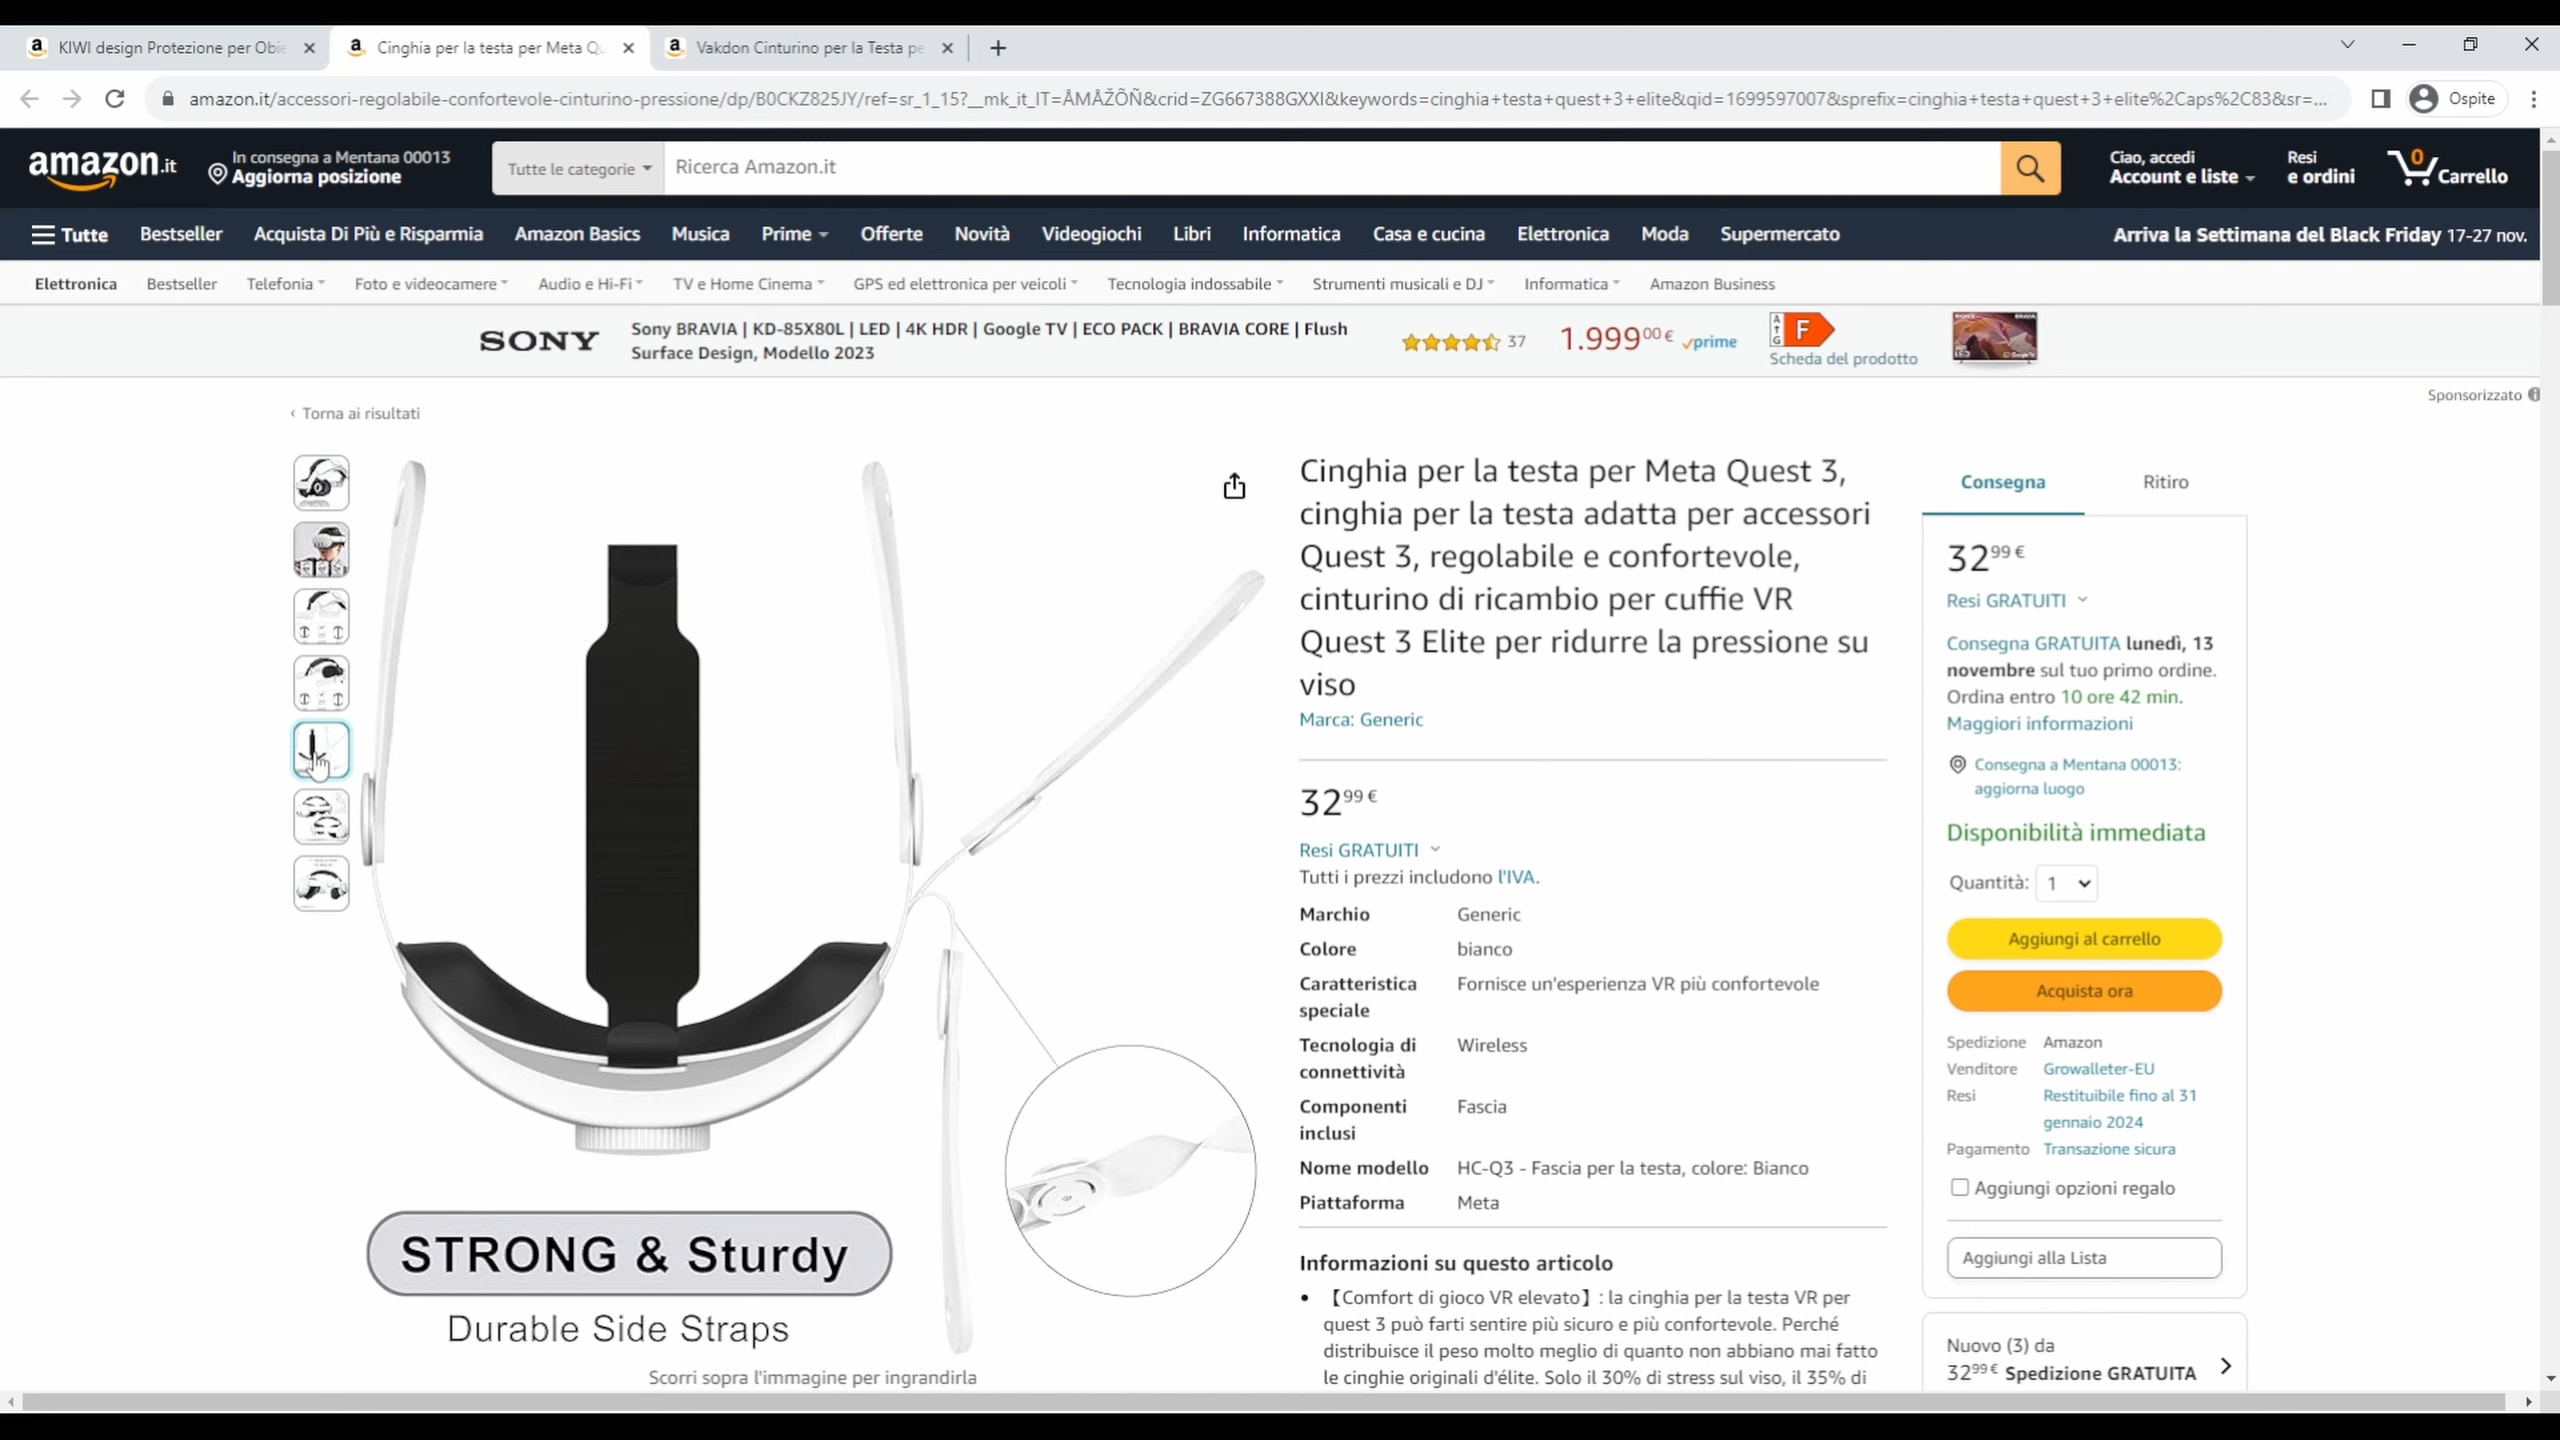 KIWI design Protezione per Obie
Cinghia per la testa per Meta Qu
Vakdon Cinturino per la Testa pe
amazon.it/accessori-regolabile-confortevole-cinturino-pressione/dp/B0CKZ825JY/ref=sr_1_15?__mk_it_IT=ÅMÅŽÕÑ&crid=ZG667388GXXI&keywords=cinghia+testa+quest+3+elite&qid=1699597007&sprefix=cinghia+testa+quest+3+elite%2Caps%2C83&sr=...
Ospite
amazon.it
In consegna a Mentana 00013
Aggiorna posizione
Tutte le categorie
Ricerca Amazon.it
Ciao, accedi
Account e liste
Resi
e ordini
0
Carrello
Tutte Bestseller Acquista Di Più e Risparmia Amazon Basics Musica Prime Offerte Novità Videogiochi Libri Informatica Casa e cucina Elettronica Moda Supermercato
Arriva la Settimana del Black Friday 17-27 nov.
Elettronica Bestseller Telefonia Foto e videocamere Audio e Hi-Fi TV e Home Cinema GPS ed elettronica per veicoli Tecnologia indossabile Strumenti musicali e DJ Informatica Amazon Business
SONY
Sony BRAVIA | KD-85X80L | LED | 4K HDR | Google TV | ECO PACK | BRAVIA CORE | Flush
Surface Design, Modello 2023
37
1.99900€ prime
A G F
Scheda del prodotto
Sponsorizzato
‹ Torna ai risultati
STRONG & Sturdy
Durable Side Straps
Scorri sopra l'immagine per ingrandirla
Cinghia per la testa per Meta Quest 3,
cinghia per la testa adatta per accessori
Quest 3, regolabile e confortevole,
cinturino di ricambio per cuffie VR
Quest 3 Elite per ridurre la pressione su
viso
Marca: Generic
32,99€
Resi GRATUITI
Tutti i prezzi includono l'IVA.
Marchio Generic
Colore bianco
Caratteristica Fornisce un'esperienza VR più confortevole
speciale
Tecnologia di Wireless
connettività
Componenti Fascia
inclusi
Nome modello HC-Q3 - Fascia per la testa, colore: Bianco
Piattaforma Meta
Informazioni su questo articolo
• 【Comfort di gioco VR elevato】: la cinghia per la testa VR per
quest 3 può farti sentire più sicuro e più confortevole. Perché
distribuisce il peso molto meglio di quanto non abbiano mai fatto
le cinghie originali d'élite. Solo il 30% di stress sul viso, il 35% di
Consegna Ritiro
32 99 €
Resi GRATUITI
Consegna GRATUITA lunedì, 13
novembre sul tuo primo ordine.
Ordina entro 10 ore 42 min.
Maggiori informazioni
Consegna a Mentana 00013:
aggiorna luogo
Disponibilità immediata
Quantità: 1
Aggiungi al carrello
Acquista ora
Spedizione Amazon
Venditore Growalleter-EU
Resi Restituibile fino al 31
gennaio 2024
Pagamento Transazione sicura
Aggiungi opzioni regalo
Aggiungi alla Lista
Nuovo (3) da
32 99 € Spedizione GRATUITA